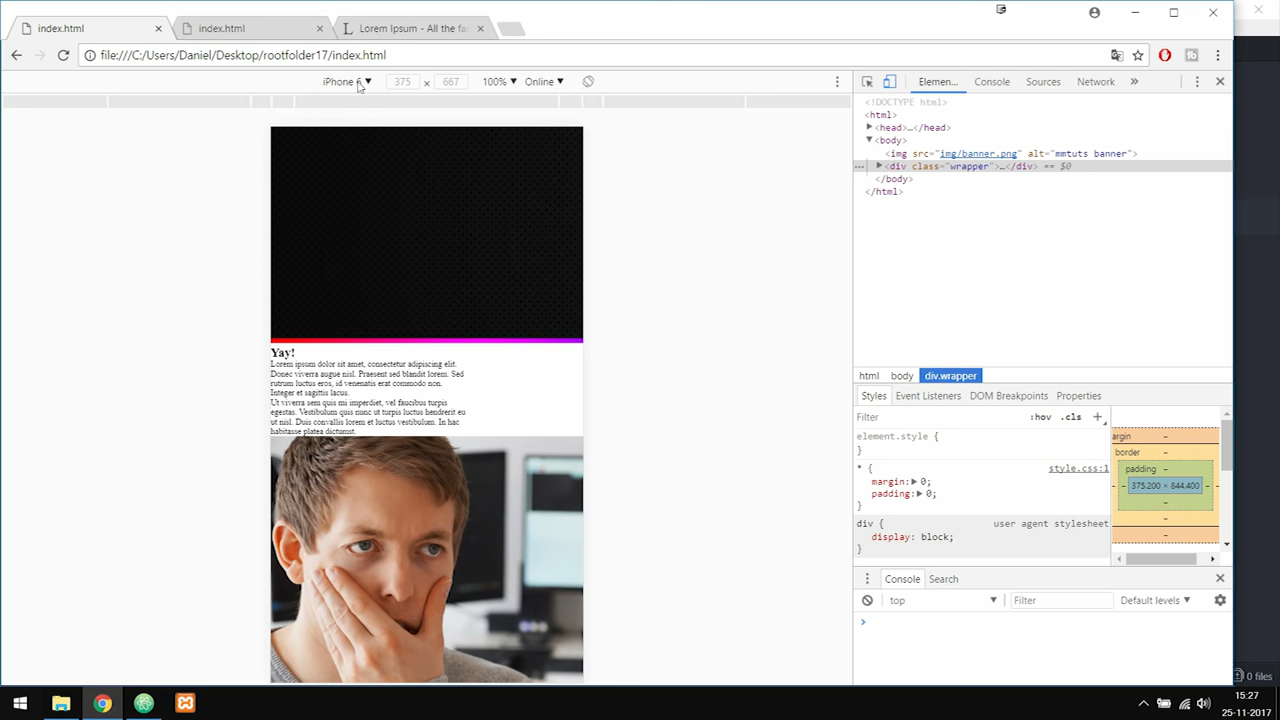 index.html
index.html
Lorem Ipsum - All the fac
file:///C:/Users/Daniel/Desktop/rootfolder17/index.html
iPhone 6 375 × 667 100% Online
Elemen... Console Sources Network »
<!DOCTYPE html>
<html>
<head>…</head>
<body>
<img src="img/banner.png" alt="mmtuts banner">
<div class="wrapper">…</div> == $0
</body>
</html>
Yay!
Lorem ipsum dolor sit amet, consectetur adipiscing elit.
Donec viverra augue nisl. Praesent sed blandit lorem. Sed
rutrum luctus eros, id venenatis erat commodo non.
Integer et sagittis lacus.
Ut viverra sem quis mi imperdiet, vel faucibus turpis
egestas. Vestibulum quis nunc ut turpis luctus hendrerit eu
ut nisl. Duis convallis lorem et luctus vestibulum. In hac
habitasse platea dictumst.
html body div.wrapper
Styles Event Listeners DOM Breakpoints Properties
Filter :hov .cls +
element.style {
}
* { style.css:1
margin: 0;
padding: 0;
}
div { user agent stylesheet
display: block;
}
argin –
border –
padding –
375.200 × 844.400
Console Search
top Filter Default levels
0 files
15:27
25-11-2017